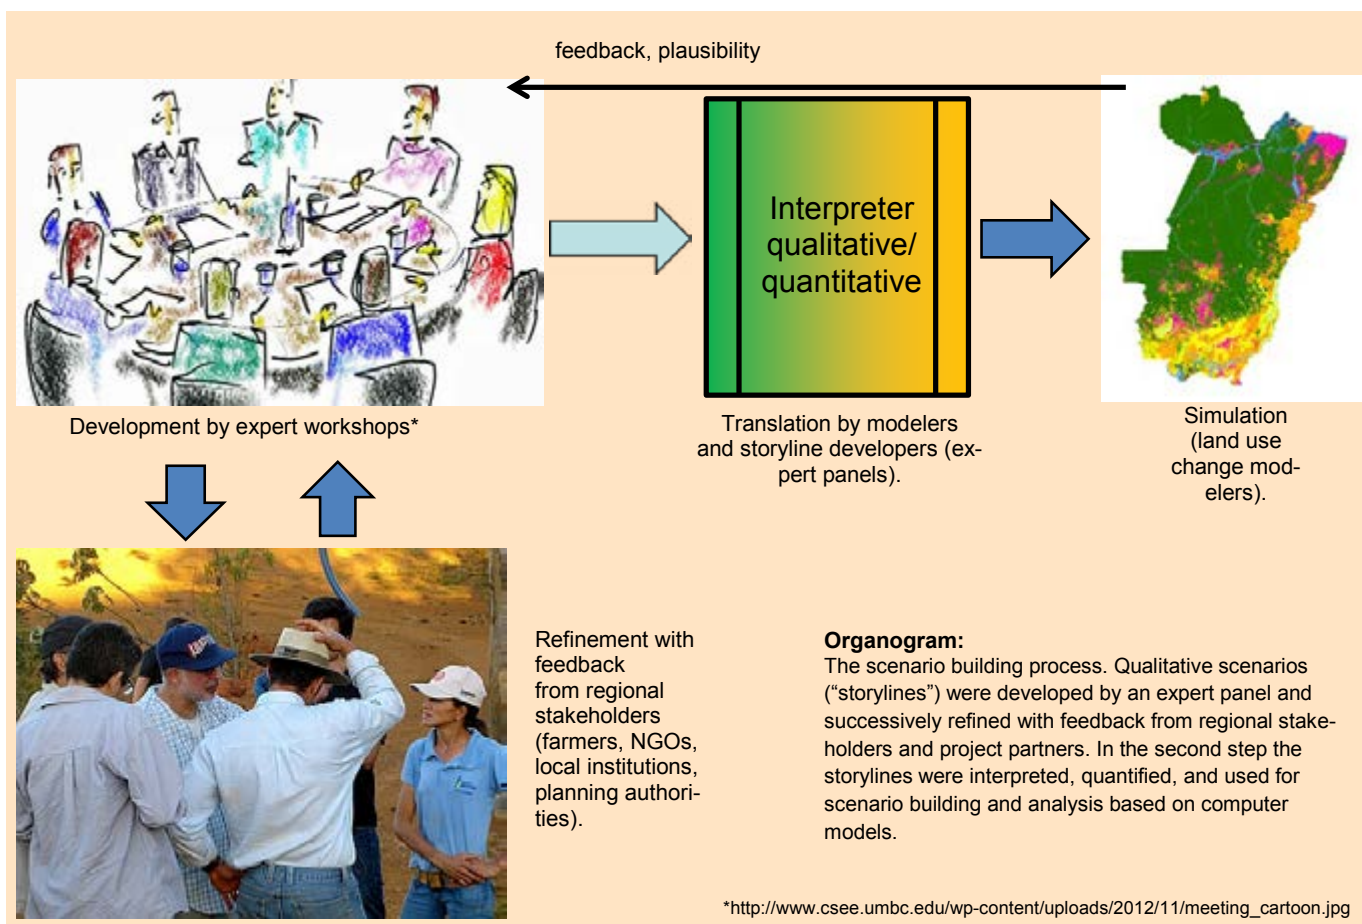 feedback, plausibility
Interpreter
qualitative/
quantitative
Development by expert workshops*
Translation by modelers
and storyline developers (ex-
pert panels).
Simulation
(land use
change mod-
elers).
Refinement with
feedback
from regional
stakeholders
(farmers, NGOs,
local institutions,
planning authori-
ties).
Organogram:
The scenario building process. Qualitative scenarios
(“storylines”) were developed by an expert panel and
successively refined with feedback from regional stake-
holders and project partners. In the second step the
storylines were interpreted, quantified, and used for
scenario building and analysis based on computer
models.
*http://www.csee.umbc.edu/wp-content/uploads/2012/11/meeting_cartoon.jpg